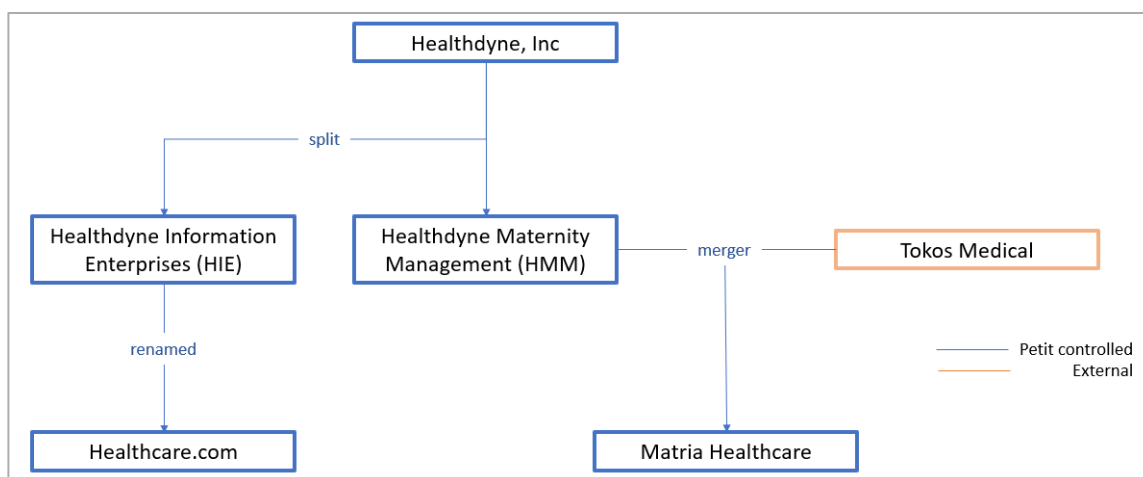 Healthdyne, Inc
split
Healthdyne Information
Enterprises (HIE)
Healthdyne Maternity
Management (HMM)
merger
Tokos Medical
renamed
Petit controlled
External
Healthcare.com
Matria Healthcare